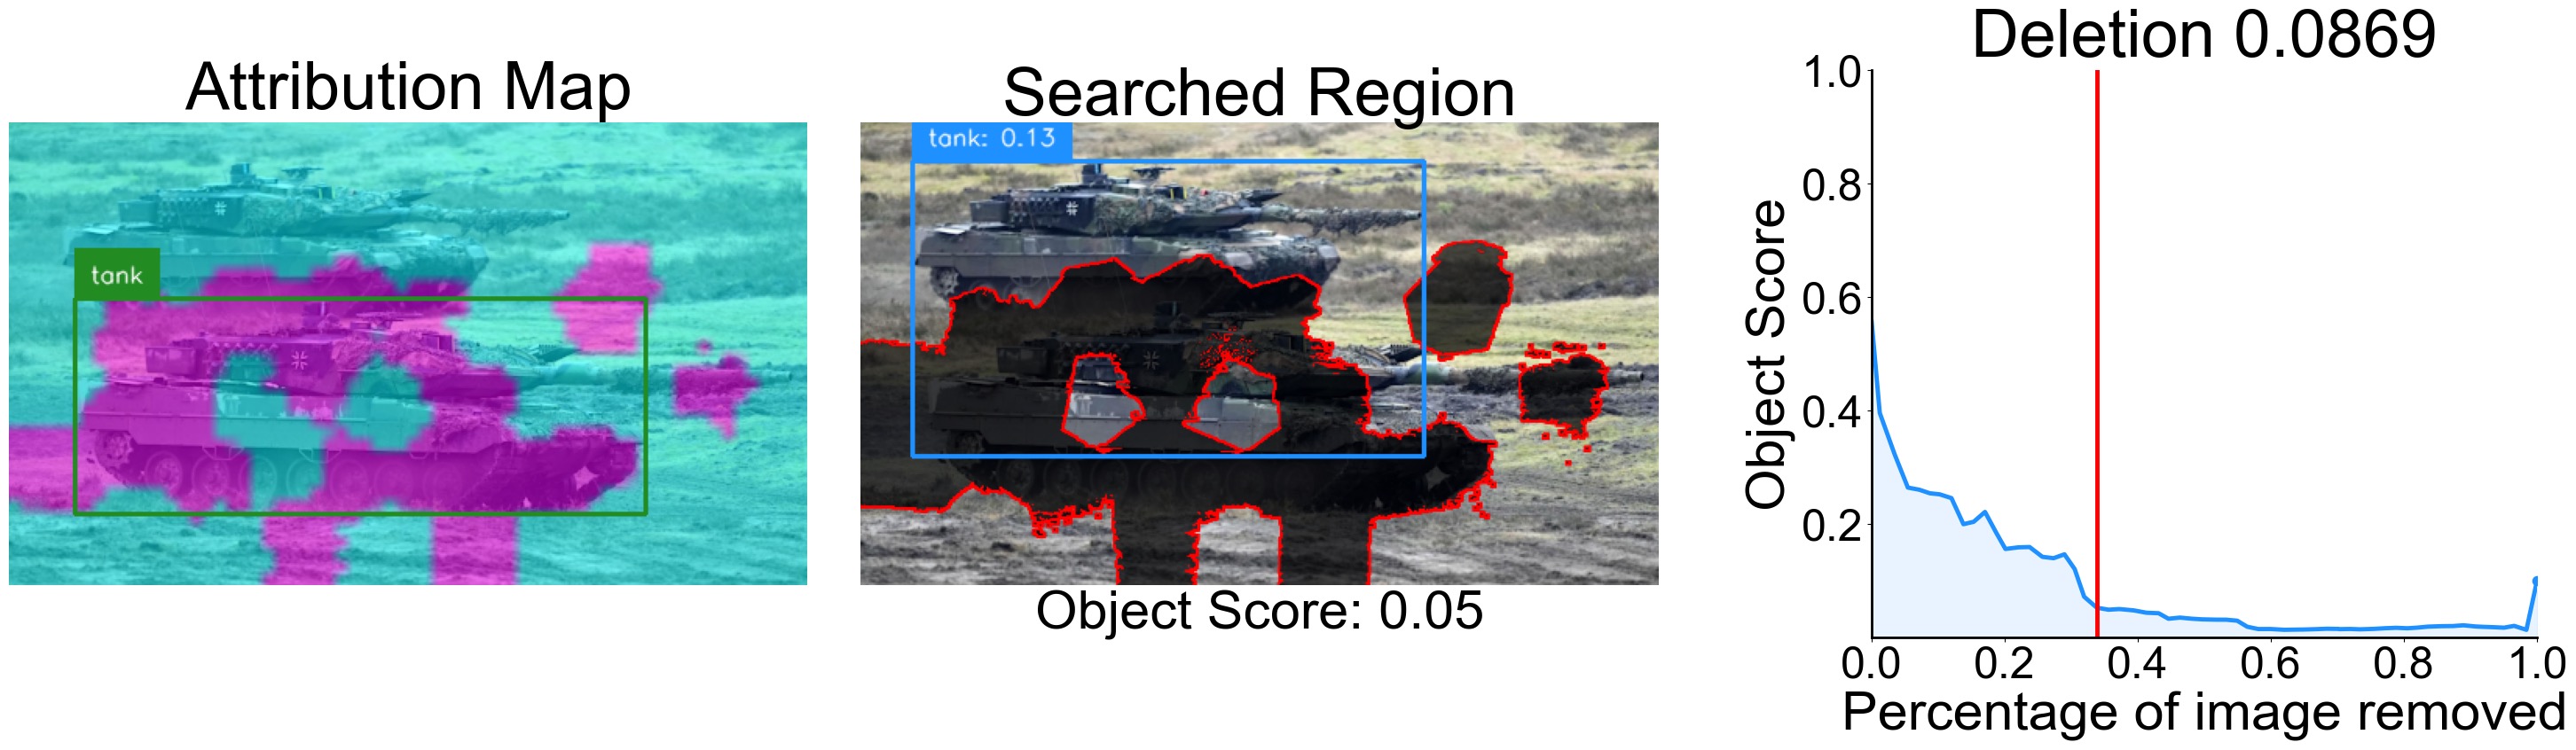 Attribution Map
tank
Searched Region
tank: 0.13
Object Score: 0.05
Deletion 0.0869
1.0
0.8
0.6
0.4
0.2
Object Score
0.0 0.2 0.4 0.6 0.8 1.0
Percentage of image removed